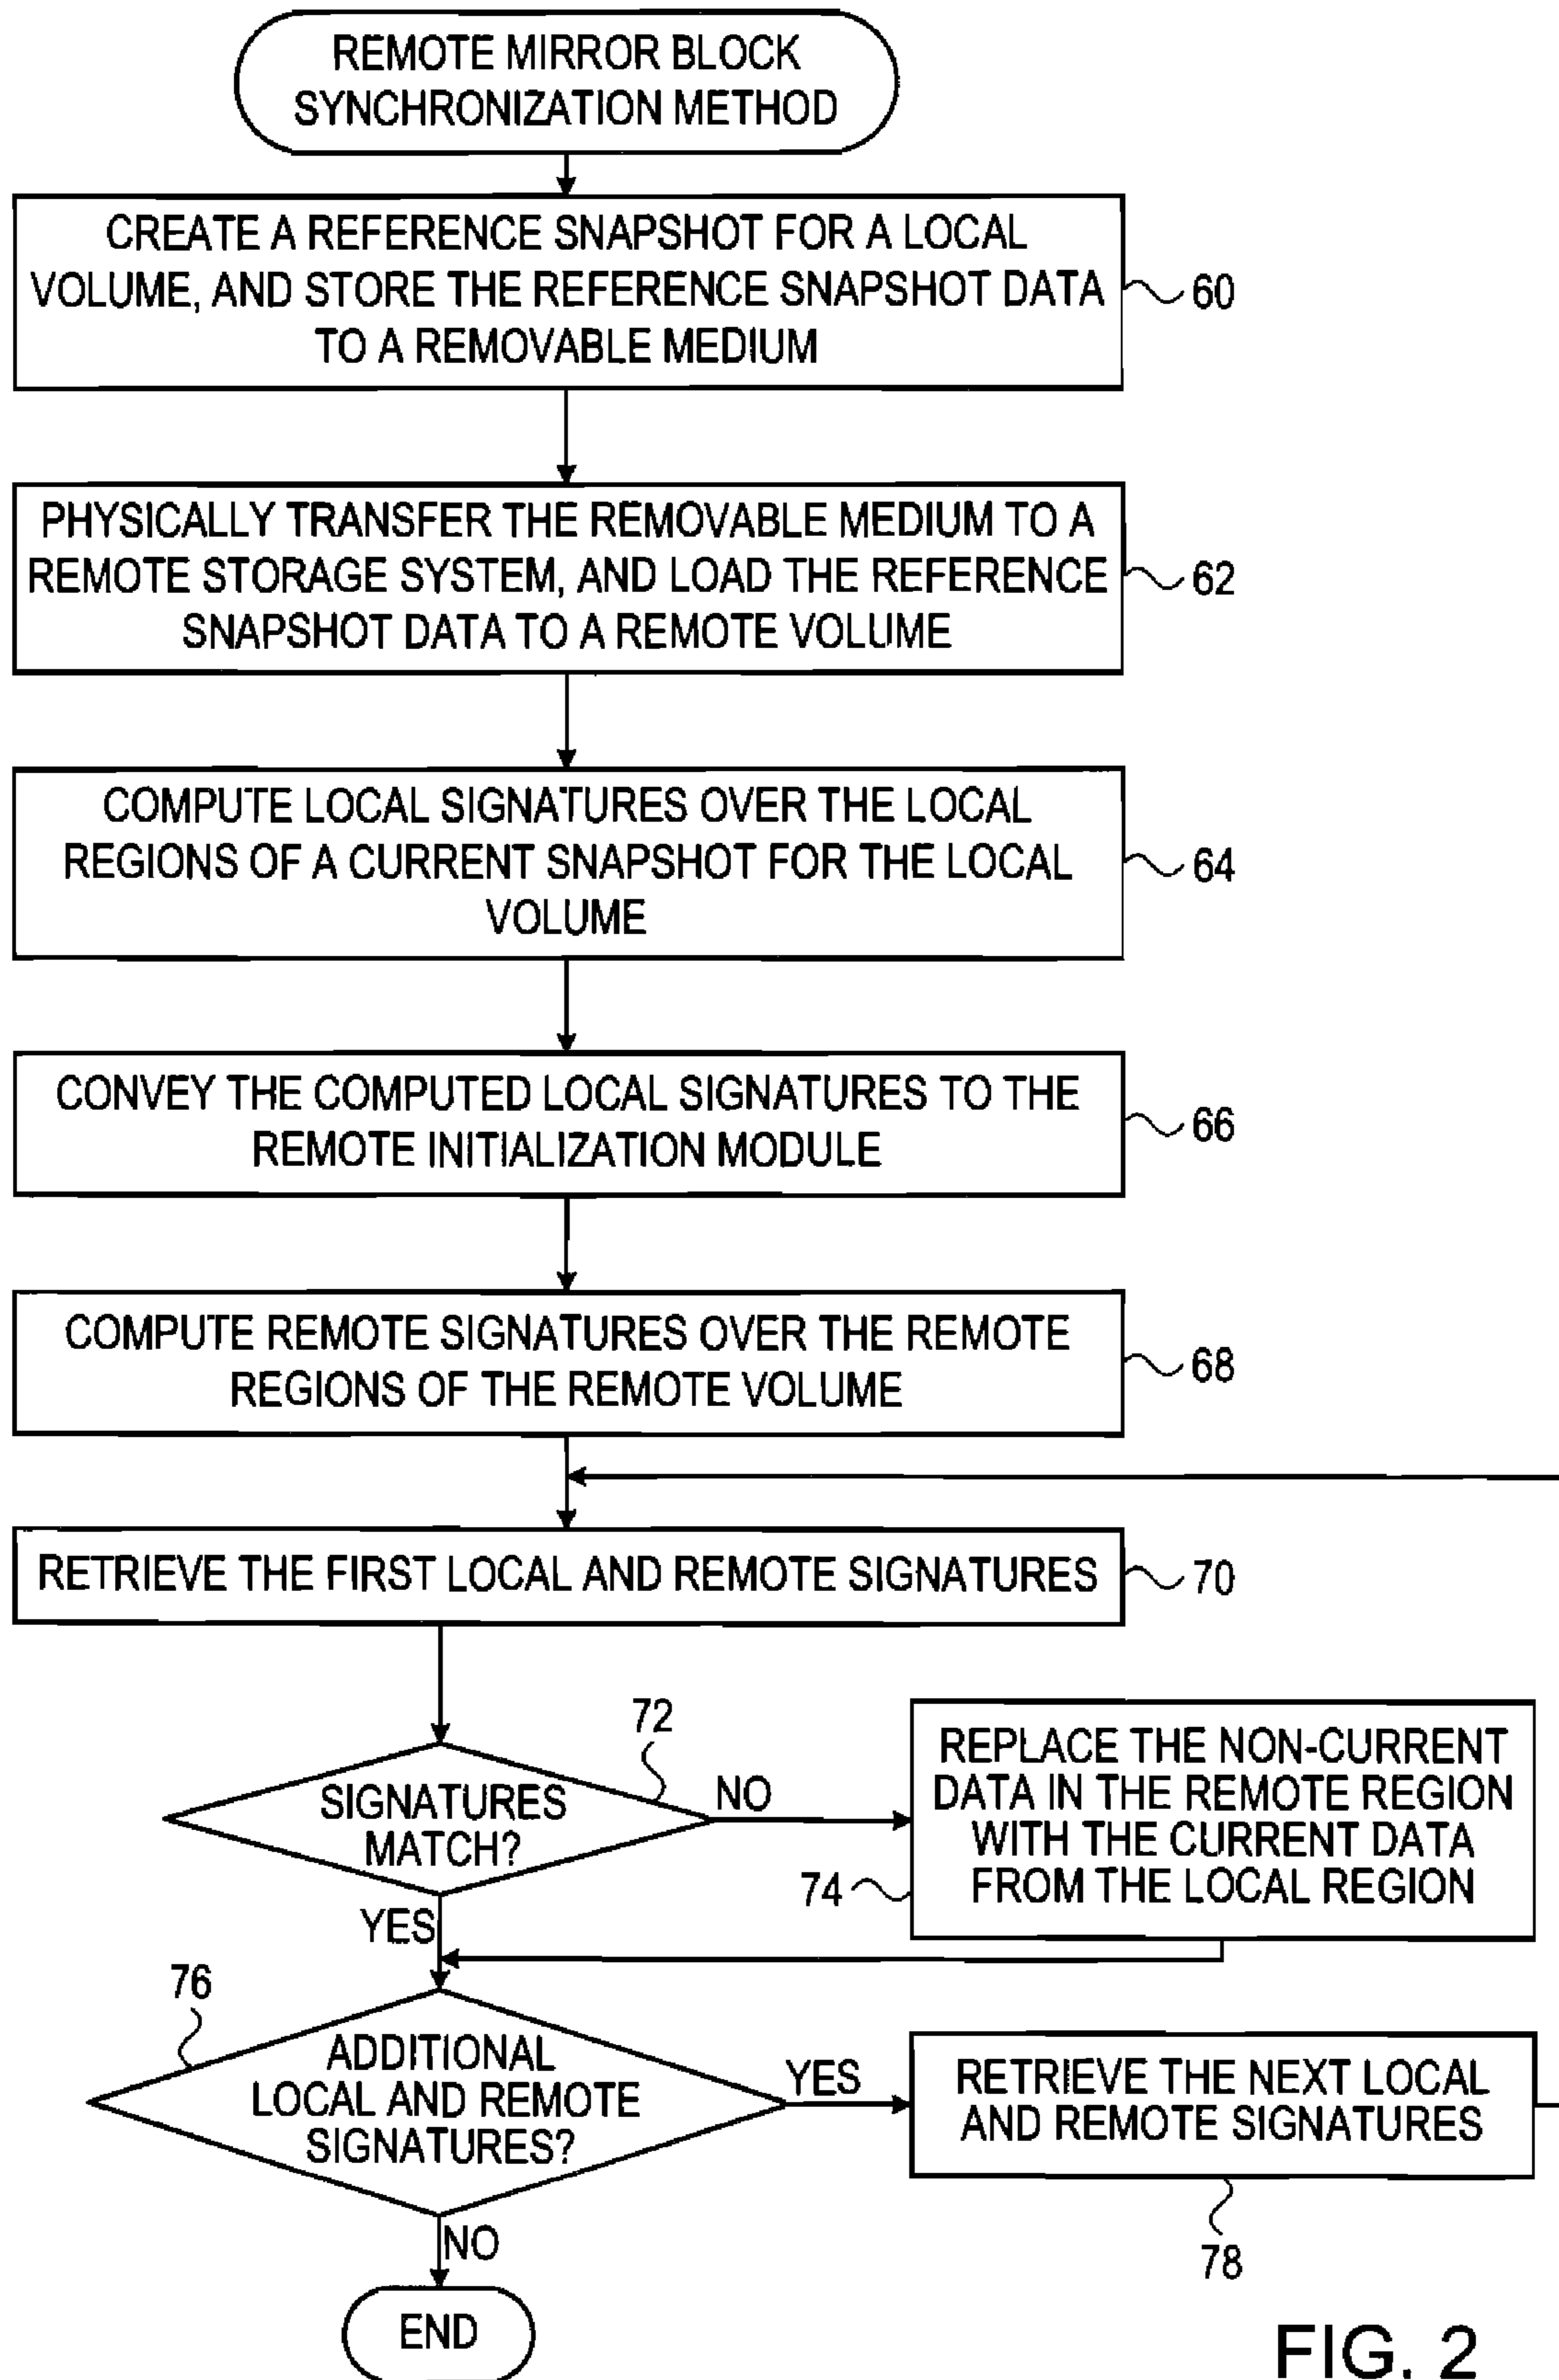 REMOTE MIRROR BLOCK
SYNCHRONIZATION METHOD
CREATE A REFERENCE SNAPSHOT FOR A LOCAL
VOLUME, AND STORE THE REFERENCE SNAPSHOT DATA
TO A REMOVABLE MEDIUM
60
PHYSICALLY TRANSFER THE REMOVABLE MEDIUM TO A
REMOTE STORAGE SYSTEM, AND LOAD THE REFERENCE
SNAPSHOT DATA TO A REMOTE VOLUME
62
COMPUTE LOCAL SIGNATURES OVER THE LOCAL
REGIONS OF A CURRENT SNAPSHOT FOR THE LOCAL
VOLUME
64
CONVEY THE COMPUTED LOCAL SIGNATURES TO THE
REMOTE INITIALIZATION MODULE
66
COMPUTE REMOTE SIGNATURES OVER THE REMOTE
REGIONS OF THE REMOTE VOLUME
68
RETRIEVE THE FIRST LOCAL AND REMOTE SIGNATURES
70
72
SIGNATURES
MATCH?
NO
REPLACE THE NON-CURRENT
DATA IN THE REMOTE REGION
WITH THE CURRENT DATA
FROM THE LOCAL REGION
74
YES
76
ADDITIONAL
LOCAL AND REMOTE
SIGNATURES?
YES
RETRIEVE THE NEXT LOCAL
AND REMOTE SIGNATURES
78
NO
END
FIG. 2